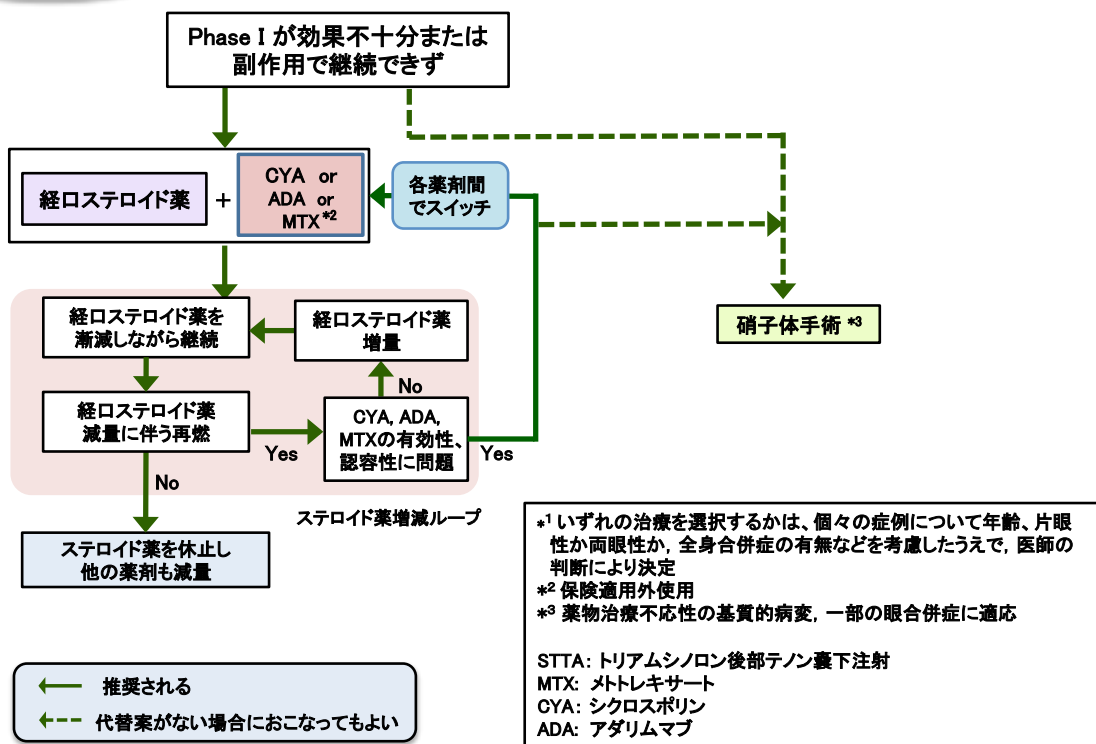 Phase I が効果不十分または
副作用で継続できず
経口ステロイド薬
+
CYA or
ADA or
MTX*2
各薬剤間
でスイッチ
経口ステロイド薬を
漸減しながら継続
経口ステロイド薬
増量
硝子体手術 *3
No
経口ステロイド薬
減量に伴う再燃
Yes
CYA, ADA,
MTXの有効性、
認容性に問題
Yes
No
ステロイド薬増減ループ
ステロイド薬を休止し
他の薬剤も減量
*1 いずれの治療を選択するかは、個々の症例について年齢、片眼
性か両眼性か, 全身合併症の有無などを考慮したうえで, 医師の
判断により決定
*2 保険適用外使用
*3 薬物治療不応性の基質的病変, 一部の眼合併症に適応
STTA: トリアムシノロン後部テノン嚢下注射
MTX: メトトレキサート
CYA: シクロスポリン
ADA: アダリムマブ
推奨される
代替案がない場合におこなってもよい